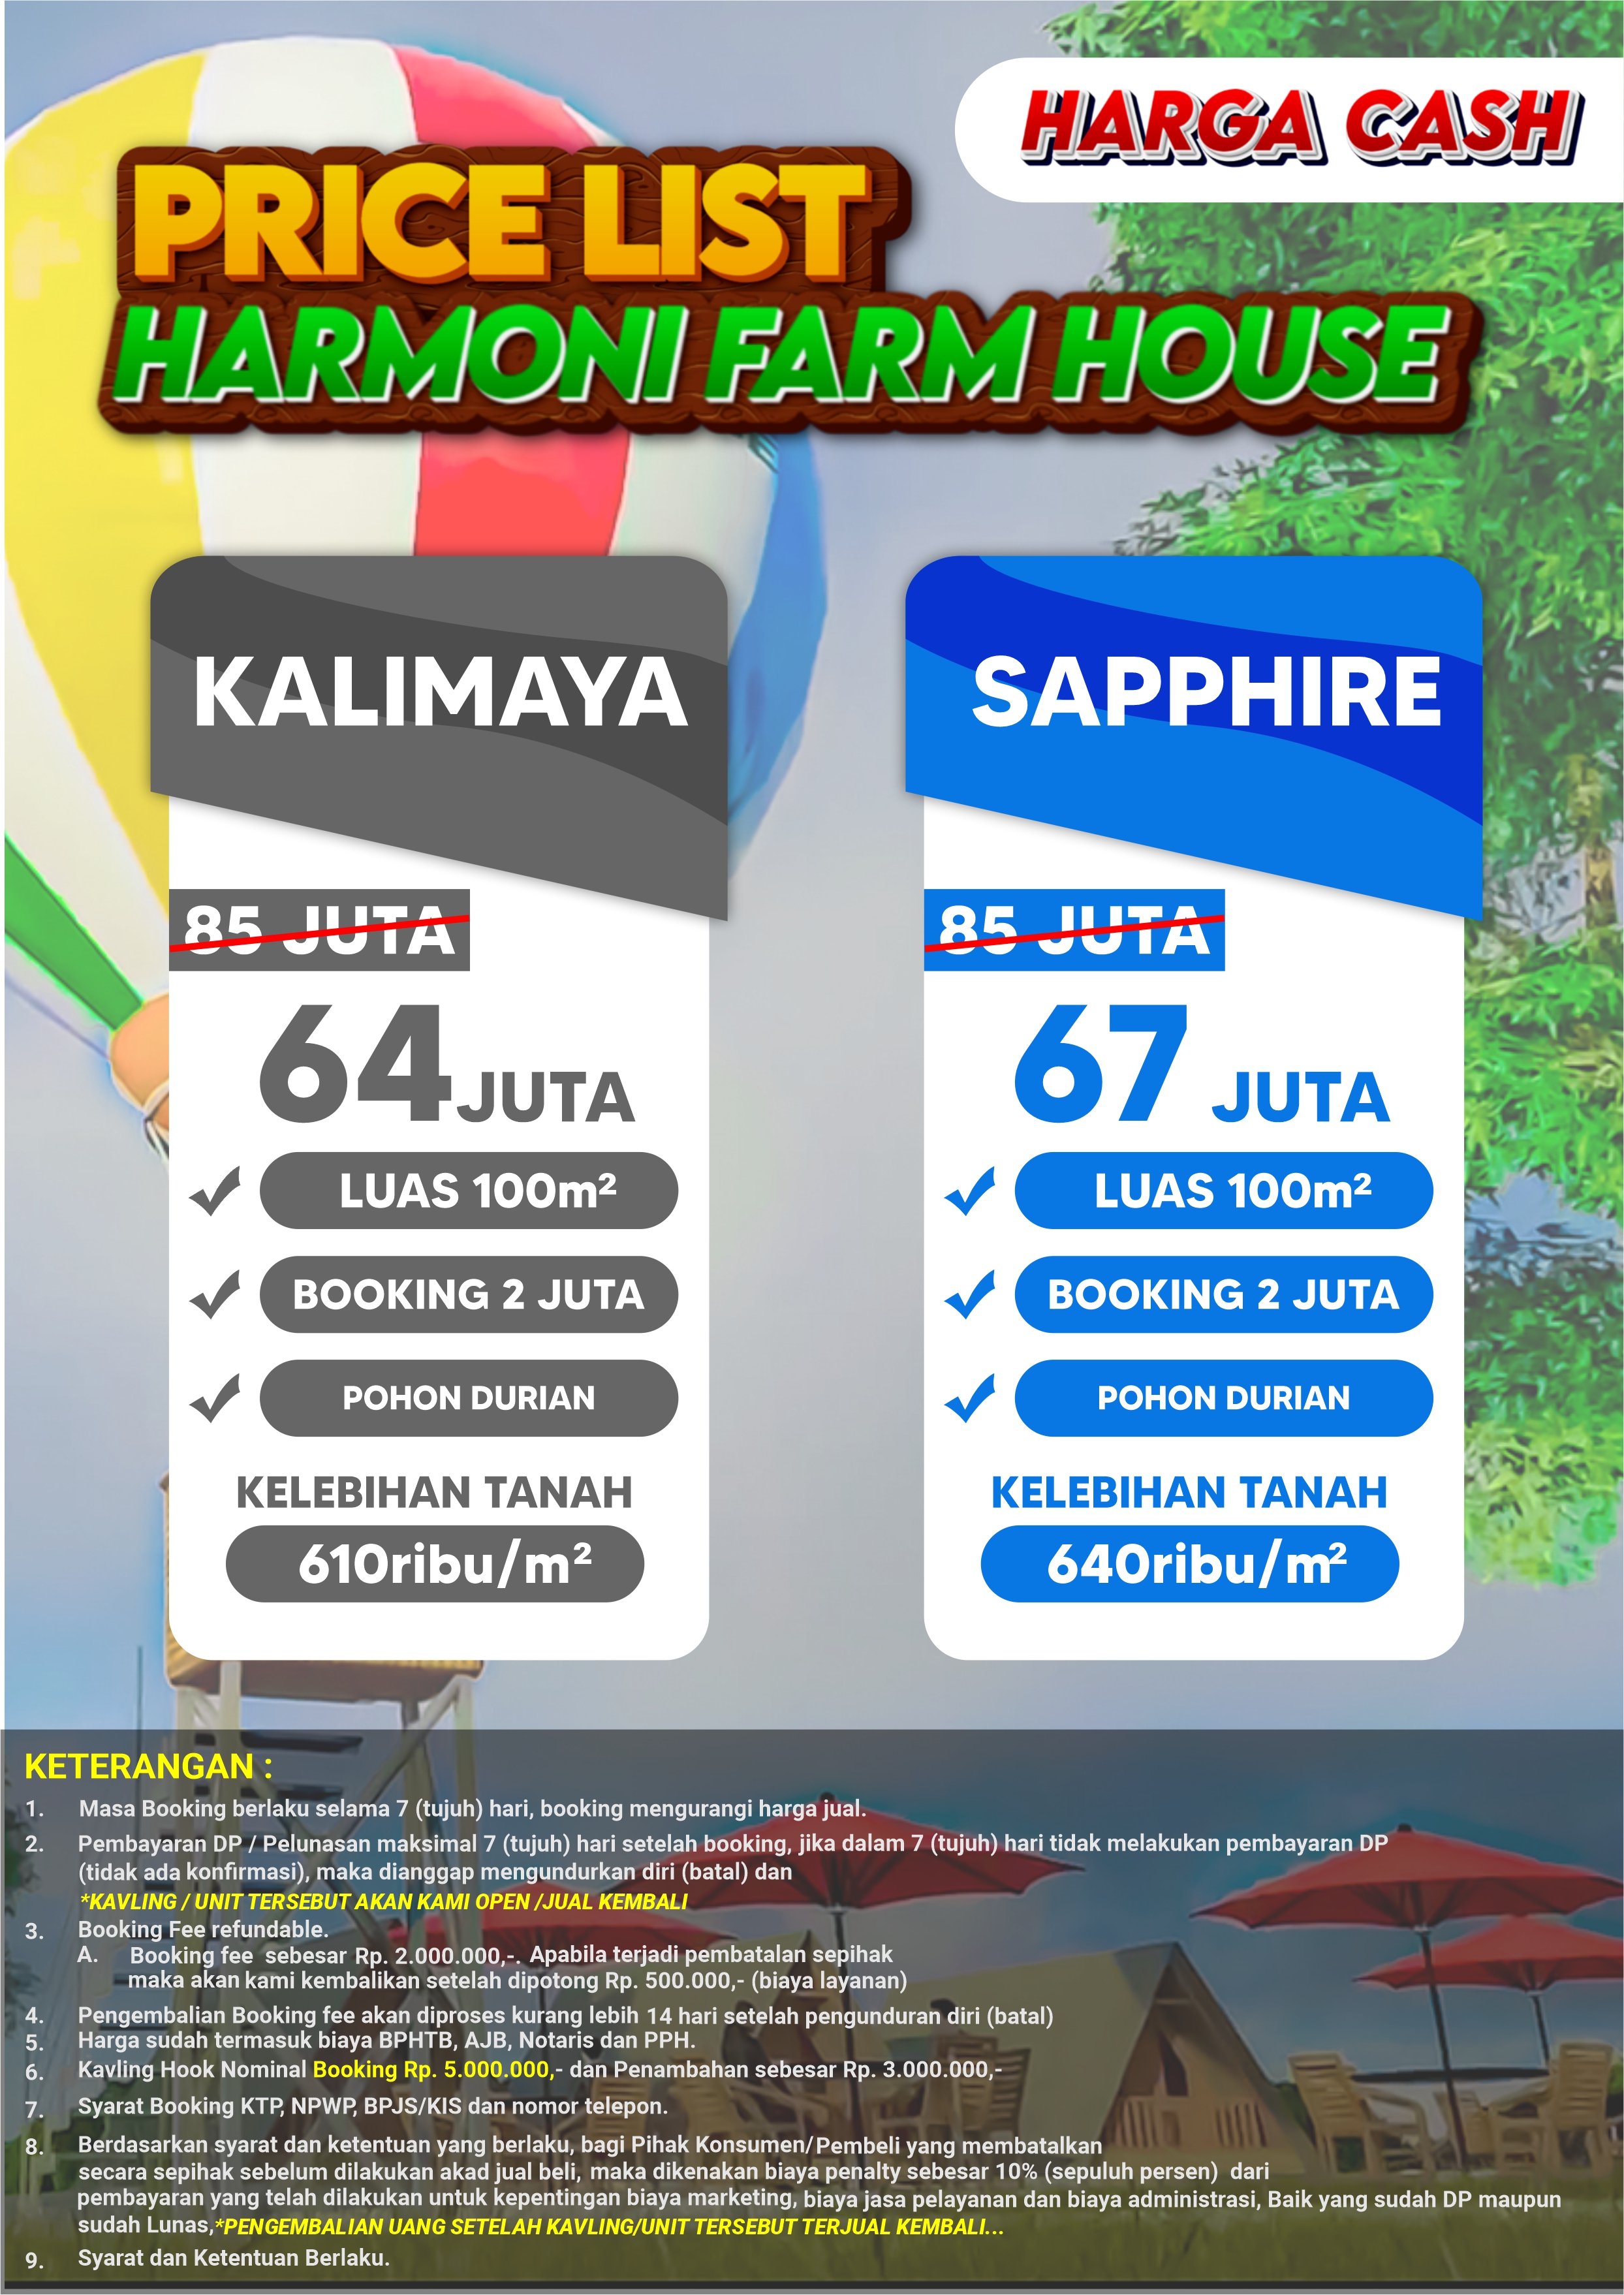 HARGA CASH
PRICE LIST
HARMONI FARM HOUSE
KALIMAYA
85 JUTA
64 JUTA
LUAS 100m²
BOOKING 2 JUTA
POHON DURIAN
KELEBIHAN TANAH
610ribu/m²
SAPPHIRE
85 JUTA
67 JUTA
LUAS 100m²
BOOKING 2 JUTA
POHON DURIAN
KELEBIHAN TANAH
640ribu/m²
KETERANGAN :
1. Masa Booking berlaku selama 7 (tujuh) hari, booking mengurangi harga jual.
2. Pembayaran DP / Pelunasan maksimal 7 (tujuh) hari setelah booking, jika dalam 7 (tujuh) hari tidak melakukan pembayaran DP
(tidak ada konfirmasi), maka dianggap mengundurkan diri (batal) dan
*KAVLING / UNIT TERSEBUT AKAN KAMI OPEN /JUAL KEMBALI
3. Booking Fee refundable.
A. Booking fee sebesar Rp. 2.000.000,-. Apabila terjadi pembatalan sepihak
maka akan kami kembalikan setelah dipotong Rp. 500.000,- (biaya layanan)
4. Pengembalian Booking fee akan diproses kurang lebih 14 hari setelah pengunduran diri (batal)
5. Harga sudah termasuk biaya BPHTB, AJB, Notaris dan PPH.
6. Kavling Hook Nominal Booking Rp. 5.000.000,- dan Penambahan sebesar Rp. 3.000.000,-
7. Syarat Booking KTP, NPWP, BPJS/KIS dan nomor telepon.
8. Berdasarkan syarat dan ketentuan yang berlaku, bagi Pihak Konsumen/Pembeli yang membatalkan
secara sepihak sebelum dilakukan akad jual beli, maka dikenakan biaya penalty sebesar 10% (sepuluh persen) dari
pembayaran yang telah dilakukan untuk kepentingan biaya marketing, biaya jasa pelayanan dan biaya administrasi, Baik yang sudah DP maupun
sudah Lunas,*PENGEMBALIAN UANG SETELAH KAVLING/UNIT TERSEBUT TERJUAL KEMBALI...
9. Syarat dan Ketentuan Berlaku.